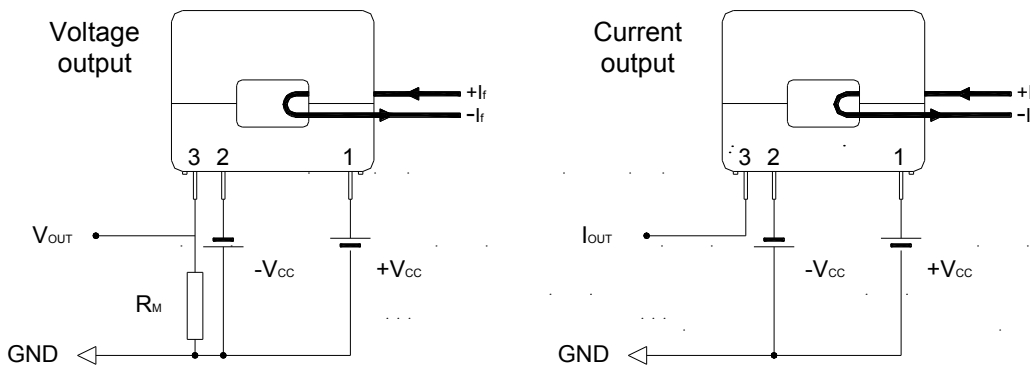 Voltage
output
+If
-If
3 2 1
VOUT
-VCC
+VCC
RM
GND
Current
output
+I
-I
3 2 1
IOUT
-VCC
+VCC
GND